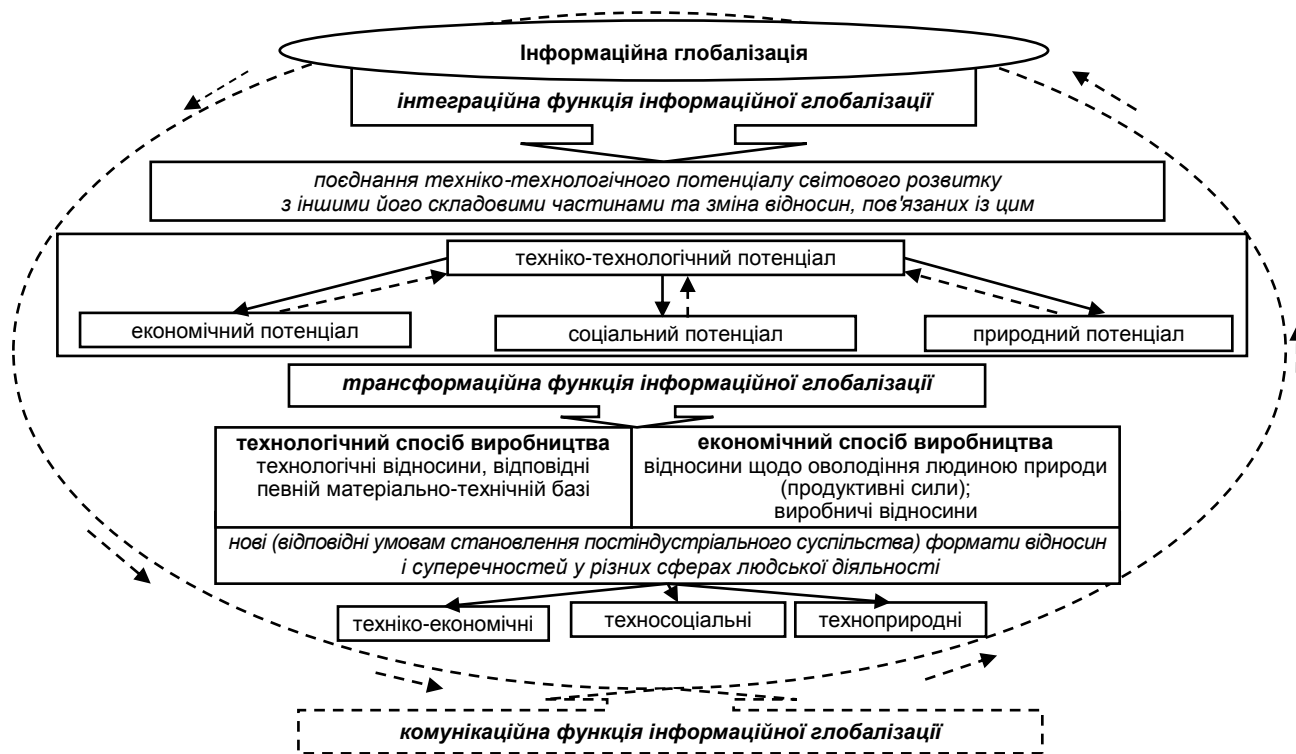 Інформаційна глобалізація
інтеграційна функція інформаційної глобалізації
поєднання техніко-технологічного потенціалу світового розвитку
з іншими його складовими частинами та зміна відносин, пов'язаних із цим
техніко-технологічний потенціал
економічний потенціал
соціальний потенціал
природний потенціал
трансформаційна функція інформаційної глобалізації
технологічний спосіб виробництва
технологічні відносини, відповідні
певній матеріально-технічній базі
економічний спосіб виробництва
відносини щодо оволодіння людиною природи
(продуктивні сили);
виробничі відносини
нові (відповідні умовам становлення постіндустріального суспільства) формати відносин
і суперечностей у різних сферах людської діяльності
техніко-економічні
техносоціальні
техноприродні
комунікаційна функція інформаційної глобалізації